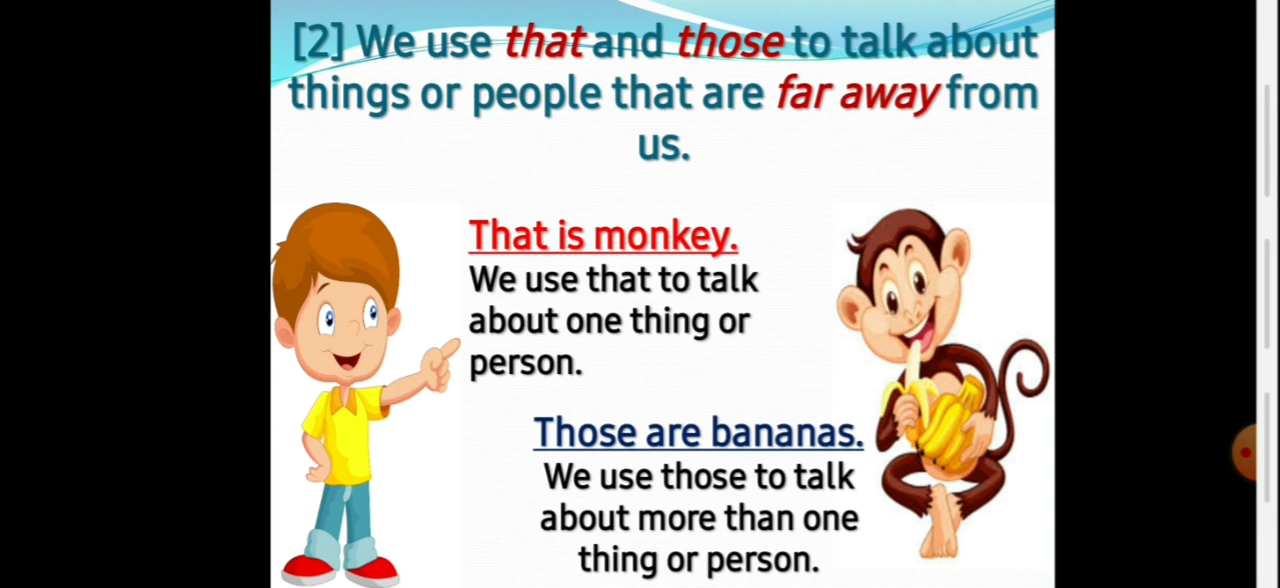 [2] We use that and those to talk about
things or people that are far away from
us.
That is monkey.
We use that to talk
about one thing or
person.
Those are bananas.
We use those to talk
about more than one
thing or person.